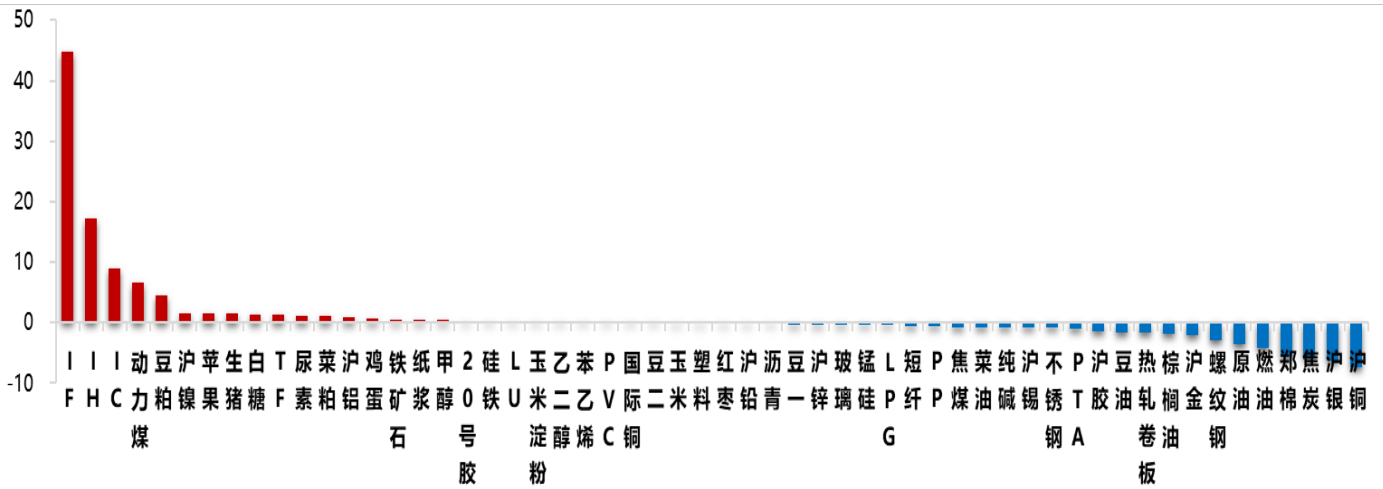 50
40
30
20
10
0
-10
IF
IH
IC
动力煤
豆粕
沪镍
苹果
生猪
白糖
TF
尿素
菜粕
沪铝
鸡蛋
铁矿石
纸浆
甲醇
20号胶
硅铁
LU
玉米淀粉
乙二醇
苯乙烯
PVC
国际铜
豆二
玉米
塑料
红枣
沪铅
沥青
豆一
沪锌
玻璃
锰硅
LPG
短纤
PP
焦煤
菜油
纯碱
沪锡
不锈钢
PTA
沪胶
豆油
热轧卷板
棕榈油
沪金
螺纹钢
原油
燃油
郑棉
焦炭
沪银
沪铜